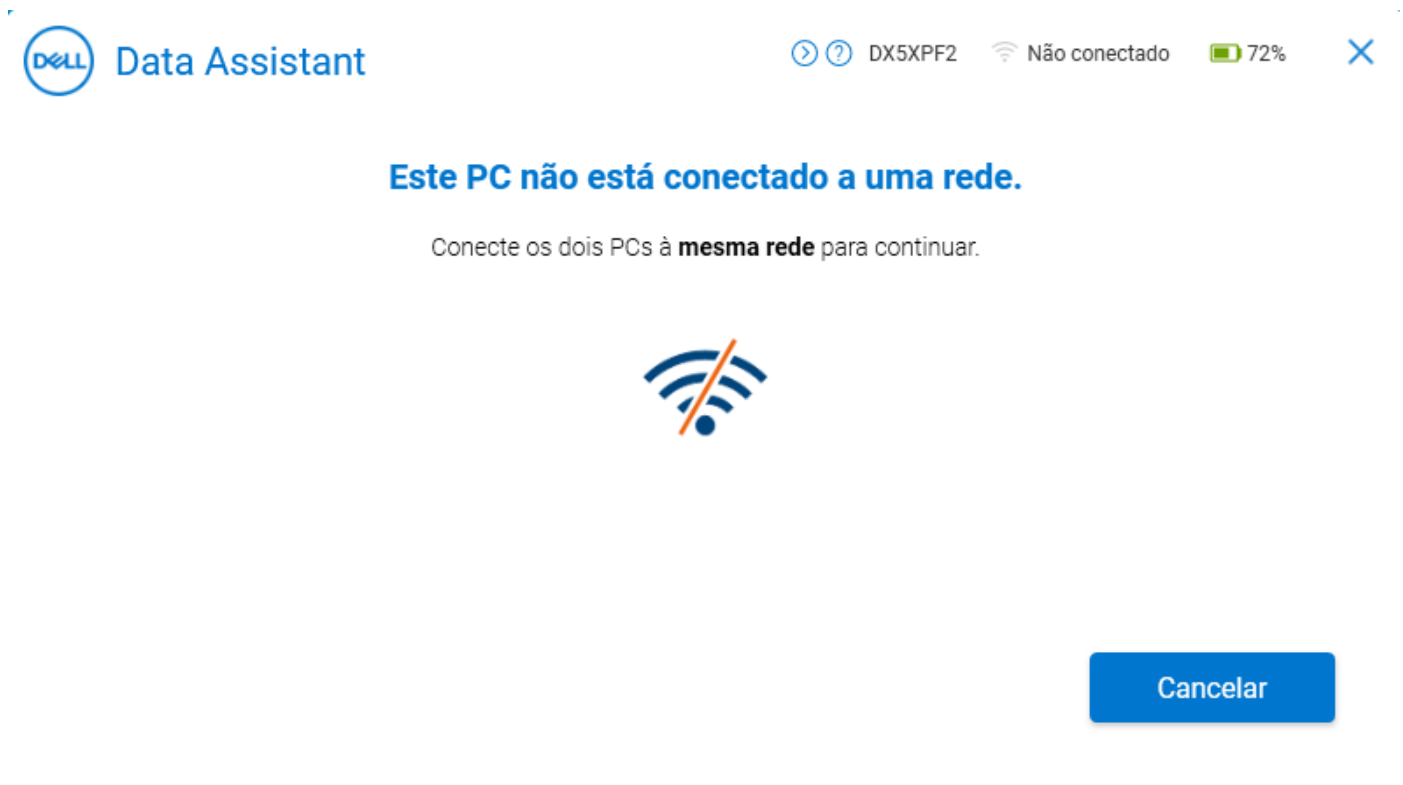 DELL
Data Assistant
DX5XPF2 Não conectado 72%
Este PC não está conectado a uma rede.
Conecte os dois PCs à mesma rede para continuar.
Cancelar